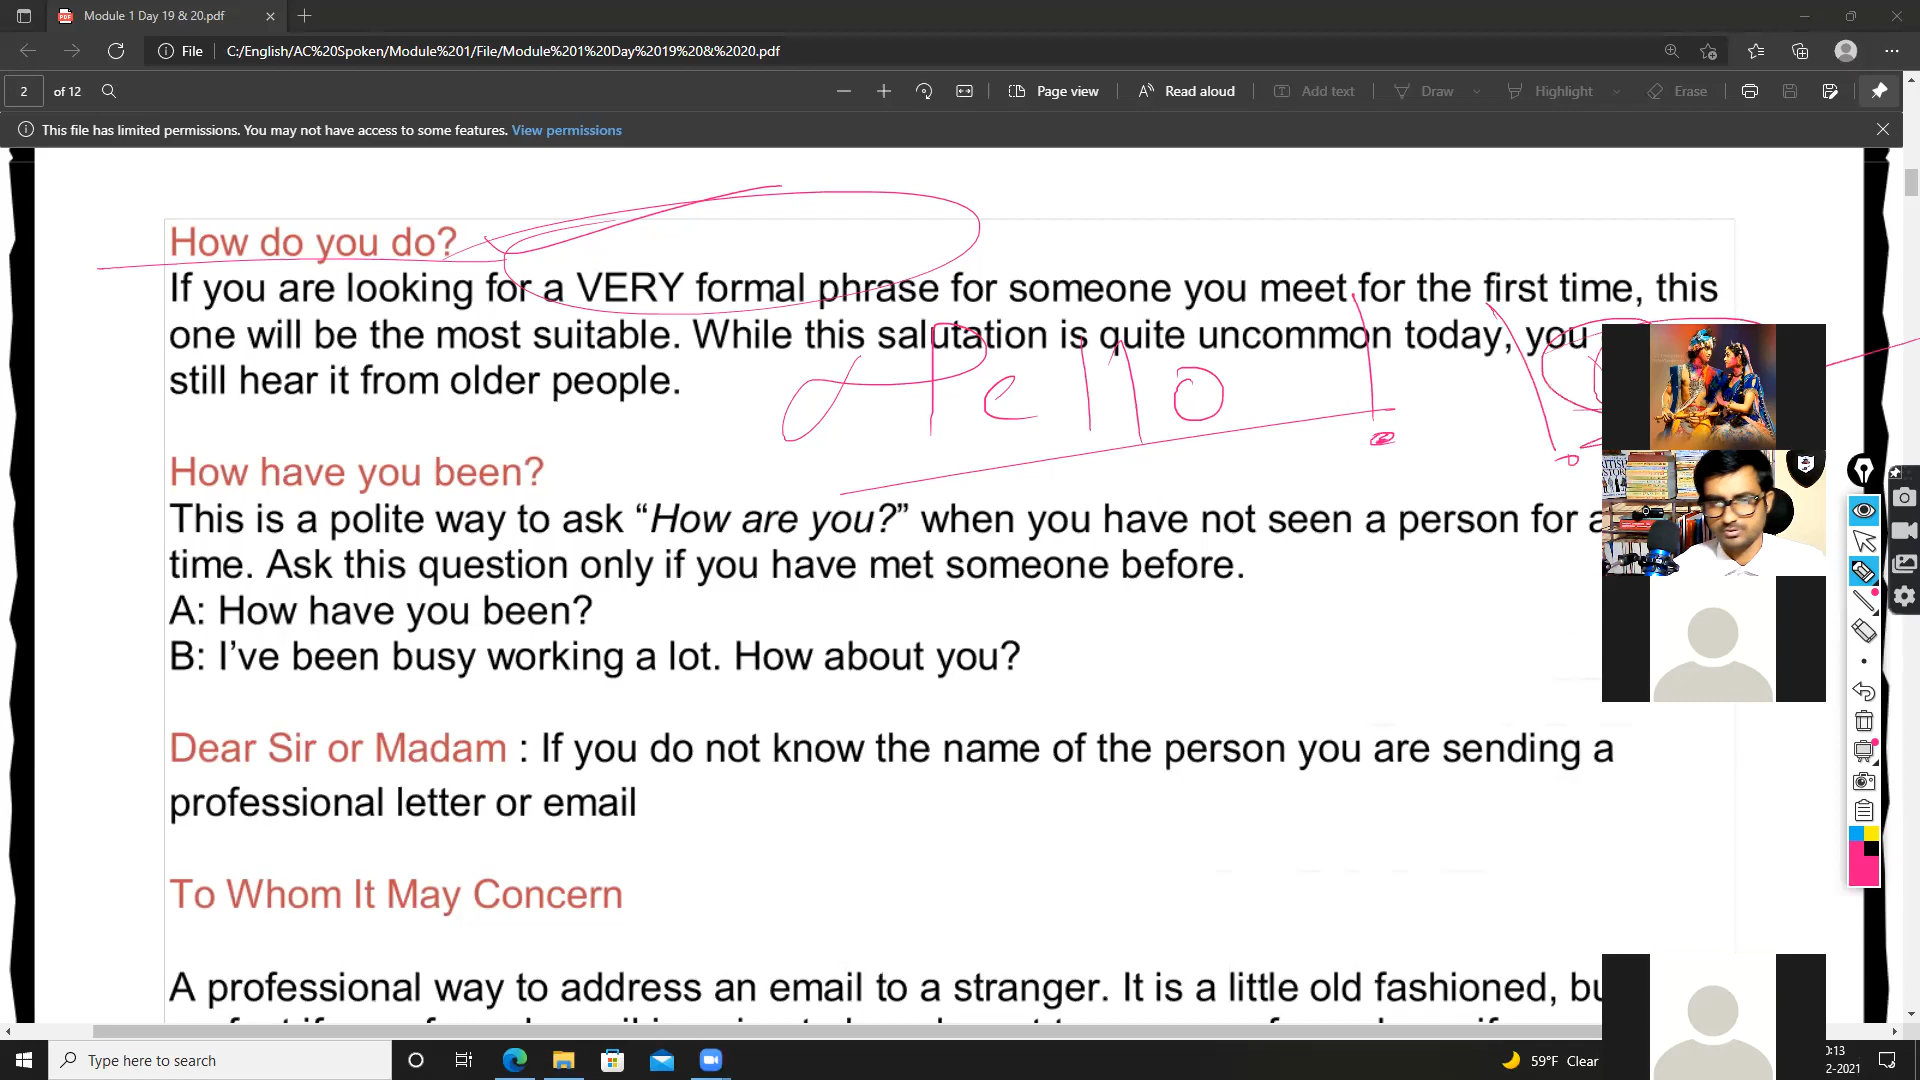 Module 1 Day 19 & 20.pdf
File
C:/English/AC%20Spoken/Module%201/File/Module%201%20Day%2019%20&%2020.pdf
2 of 12
Page view
Read aloud
Add text
Draw
Highlight
Erase
This file has limited permissions. You may not have access to some features. View permissions
How do you do?
If you are looking for a VERY formal phrase for someone you meet for the first time, this
one will be the most suitable. While this salutation is quite uncommon today, you
still hear it from older people.
Hello !
How have you been?
This is a polite way to ask “How are you?” when you have not seen a person for a
time. Ask this question only if you have met someone before.
A: How have you been?
B: I’ve been busy working a lot. How about you?
Dear Sir or Madam : If you do not know the name of the person you are sending a
professional letter or email
To Whom It May Concern
A professional way to address an email to a stranger. It is a little old fashioned,
Type here to search
59°F Clear